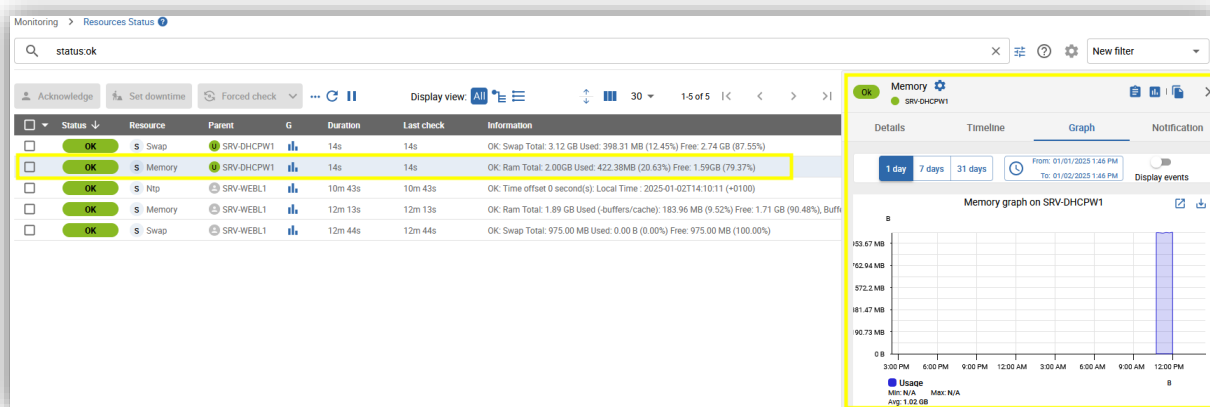 Monitoring > Resources Status
status:ok
New filter
Acknowledge Set downtime Forced check Display view: All 30 1-5 of 5
Status Resource Parent G Duration Last check Information
OK S Swap U SRV-DHCPW1 14s 14s OK: Swap Total: 3.12 GB Used: 398.31 MB (12.45%) Free: 2.74 GB (87.55%)
OK S Memory U SRV-DHCPW1 14s 14s OK: Ram Total: 2.00GB Used: 422.38MB (20.63%) Free: 1.59GB (79.37%)
OK S Ntp SRV-WEBL1 10m 43s 10m 43s OK: Time offset 0 second(s): Local Time : 2025-01-02T14:10:11 (+0100)
OK S Memory SRV-WEBL1 12m 13s 12m 13s OK: Ram Total: 1.89 GB Used (-buffers/cache): 183.96 MB (9.52%) Free: 1.71 GB (90.48%), Buffe
OK S Swap SRV-WEBL1 12m 44s 12m 44s OK: Swap Total: 975.00 MB Used: 0.00 B (0.00%) Free: 975.00 MB (100.00%)
Ok Memory
SRV-DHCPW1
Details Timeline Graph Notification
1 day 7 days 31 days
From: 01/01/2025 1:46 PM
To: 01/02/2025 1:46 PM
Display events
Memory graph on SRV-DHCPW1
B
953.67 MB
762.94 MB
572.2 MB
381.47 MB
190.73 MB
0 B
3:00 PM 6:00 PM 9:00 PM 12:00 AM 3:00 AM 6:00 AM 9:00 AM 12:00 PM
Usage B
Min: N/A Max: N/A
Avg: 1.02 GB